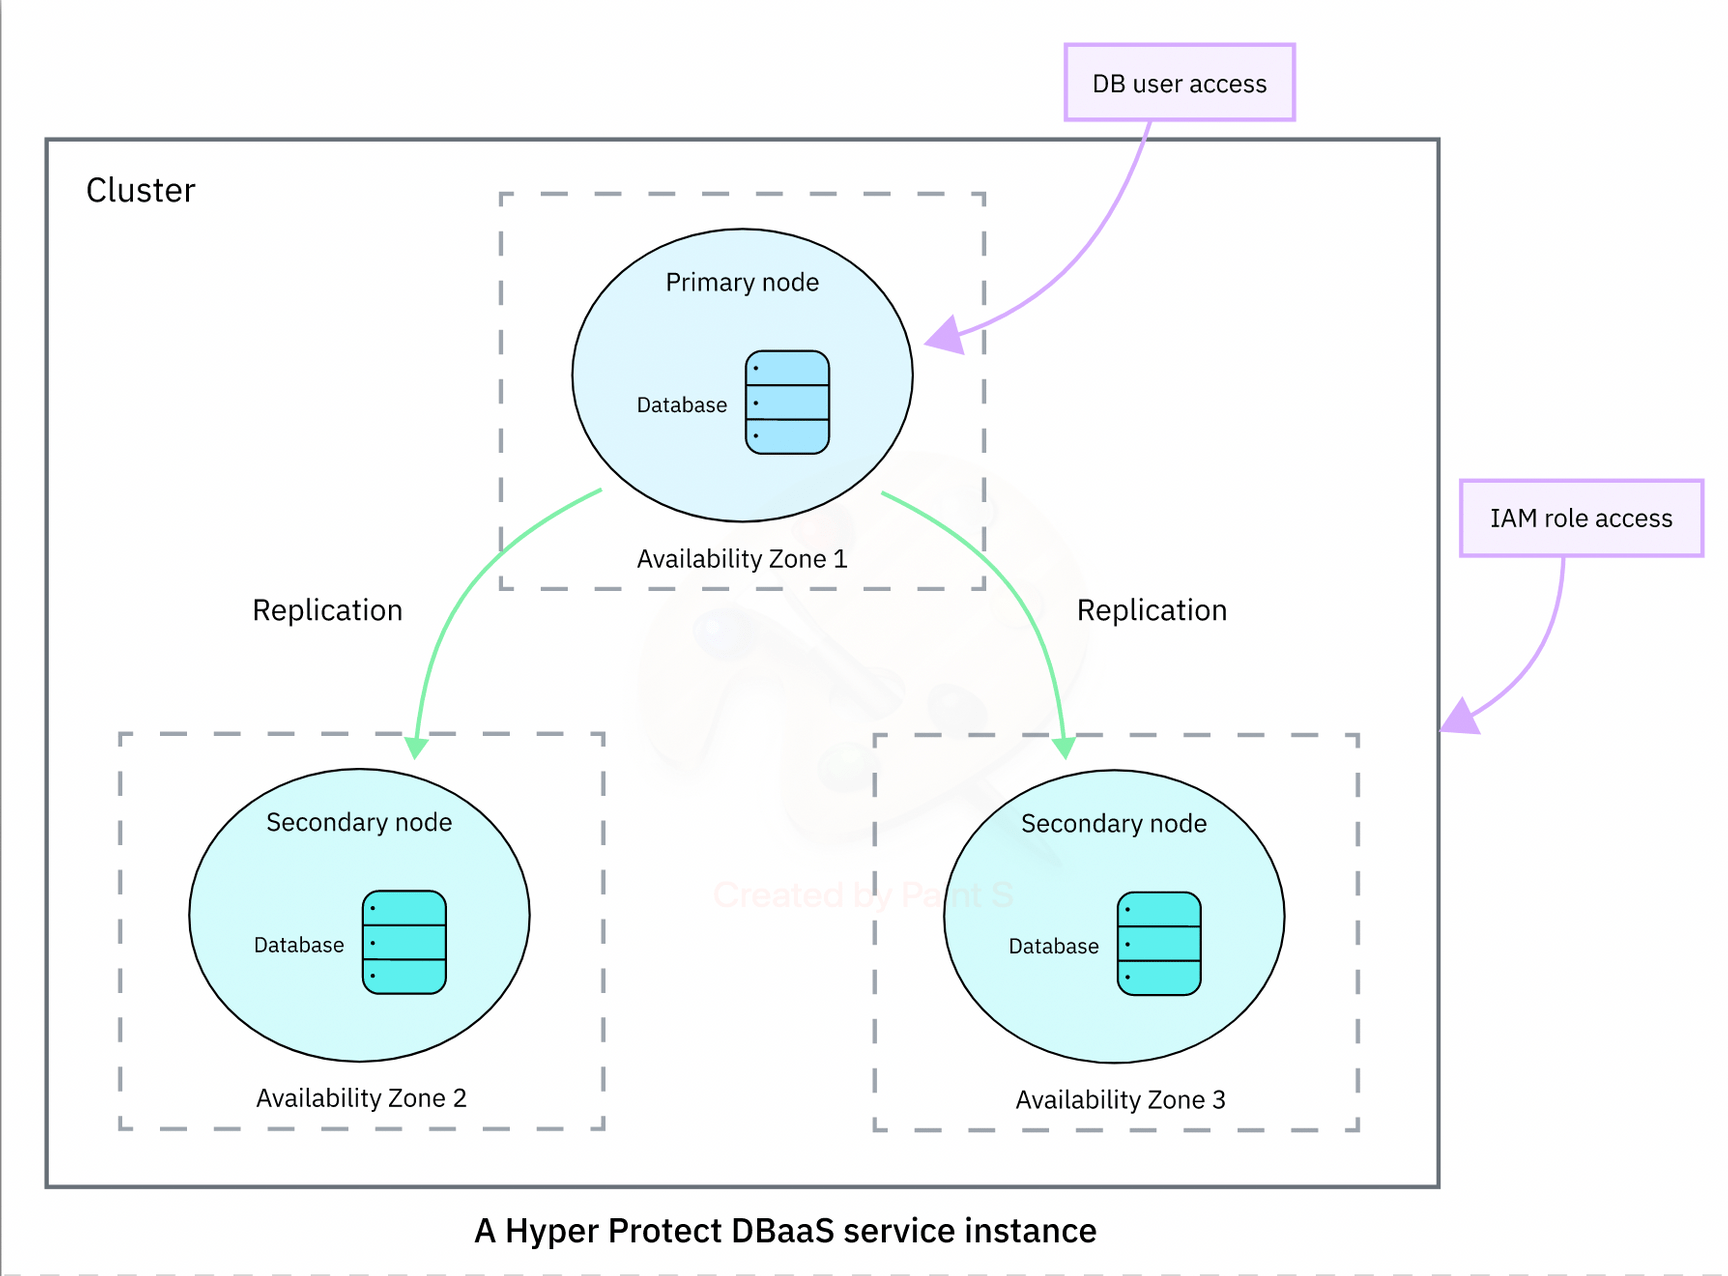 DB user access
Cluster
Primary node
Database
Availability Zone 1
IAM role access
Replication
Replication
Secondary node
Database
Availability Zone 2
Secondary node
Database
Availability Zone 3
Created by Paint S
A Hyper Protect DBaaS service instance